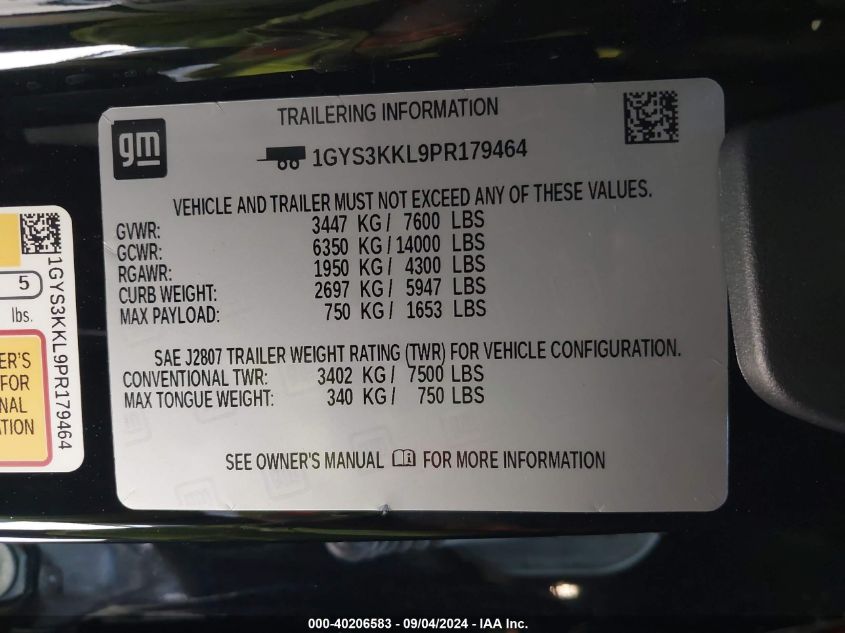 TRAILERING INFORMATION
gm
1GYS3KKL9PR179464
VEHICLE AND TRAILER MUST NOT EXCEED ANY OF THESE VALUES.
GVWR: 3447 KG / 7600 LBS
GCWR: 6350 KG / 14000 LBS
RGAWR: 1950 KG / 4300 LBS
CURB WEIGHT: 2697 KG / 5947 LBS
MAX PAYLOAD: 750 KG / 1653 LBS
SAE J2807 TRAILER WEIGHT RATING (TWR) FOR VEHICLE CONFIGURATION.
CONVENTIONAL TWR: 3402 KG / 7500 LBS
MAX TONGUE WEIGHT: 340 KG / 750 LBS
SEE OWNER'S MANUAL FOR MORE INFORMATION
5
lbs.
ER'S
FOR
NAL
TION
1GYS3KKL9PR179464
000-40206583 - 09/04/2024 - IAA Inc.